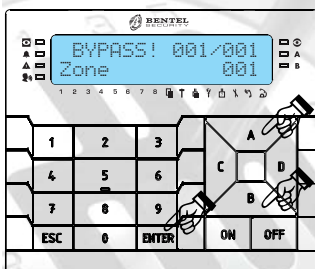 BENTEL
SECURITY
BYPASS! 001/001
Zone 001
A
B
1 2 3 4 5 6 7 8
1 2 3
A
4 5 6
C D
7 8 9
B
ESC 0 ENTER
ON OFF